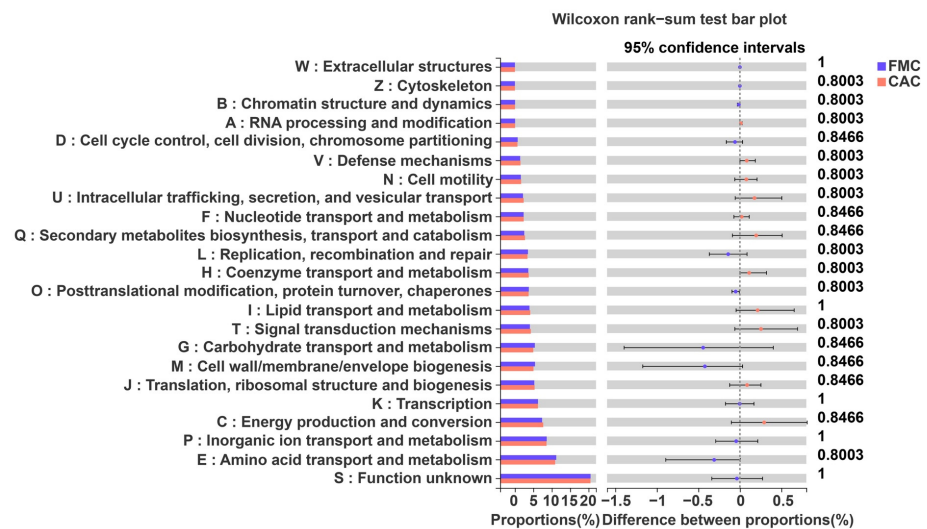 Wilcoxon rank−sum test bar plot
95% confidence intervals
W : Extracellular structures 1
Z : Cytoskeleton 0.8003
B : Chromatin structure and dynamics 0.8003
A : RNA processing and modification 0.8003
D : Cell cycle control, cell division, chromosome partitioning 0.8466
V : Defense mechanisms 0.8003
N : Cell motility 0.8003
U : Intracellular trafficking, secretion, and vesicular transport 0.8003
F : Nucleotide transport and metabolism 0.8466
Q : Secondary metabolites biosynthesis, transport and catabolism 0.8466
L : Replication, recombination and repair 0.8003
H : Coenzyme transport and metabolism 0.8003
O : Posttranslational modification, protein turnover, chaperones 0.8003
I : Lipid transport and metabolism 1
T : Signal transduction mechanisms 0.8003
G : Carbohydrate transport and metabolism 0.8466
M : Cell wall/membrane/envelope biogenesis 0.8466
J : Translation, ribosomal structure and biogenesis 0.8466
K : Transcription 1
C : Energy production and conversion 0.8466
P : Inorganic ion transport and metabolism 1
E : Amino acid transport and metabolism 0.8003
S : Function unknown 1
FMC
CAC
0 5 10 15 20 −1.5 −1 −0.5 0 0.5
Proportions(%) Difference between proportions(%)